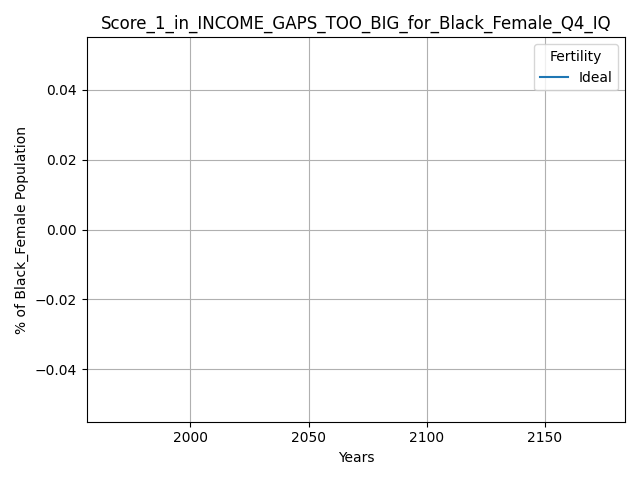 Score_1_in_INCOME_GAPS_TOO_BIG_for_Black_Female_Q4_IQ
Fertility
Ideal
% of Black_Female Population
0.04
0.02
0.00
−0.02
−0.04
2000
2050
2100
2150
Years